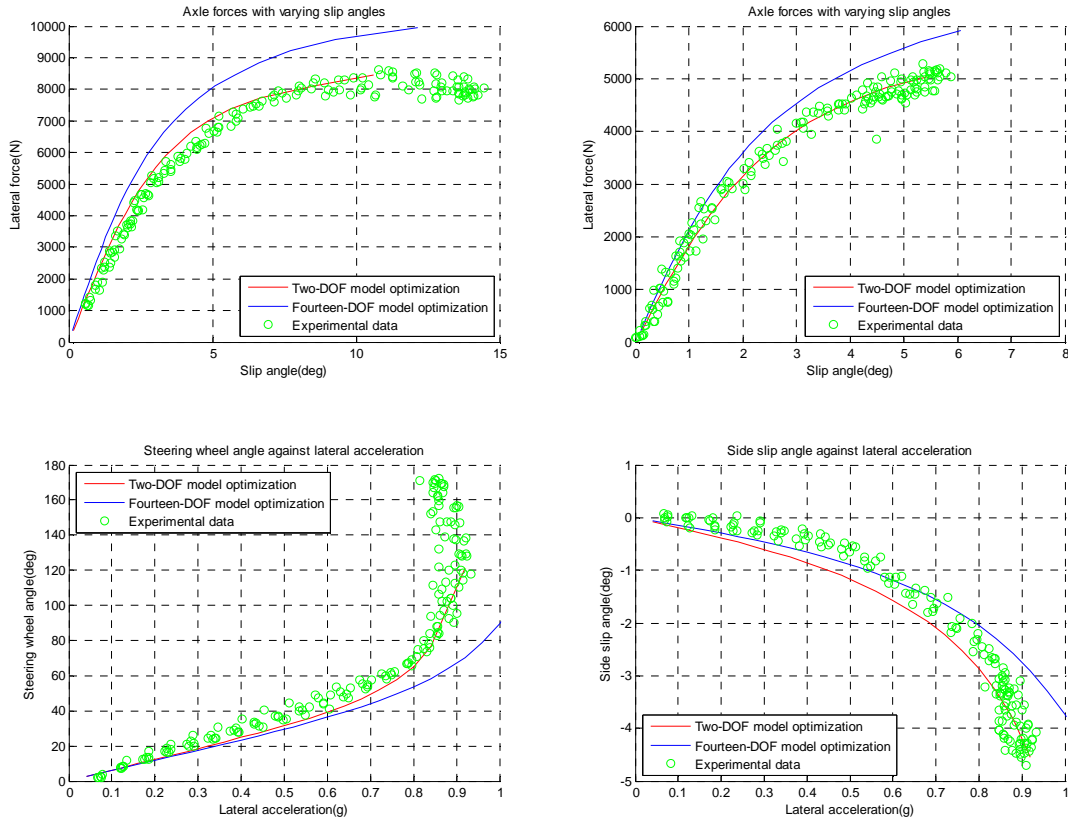 Axle forces with varying slip angles
10000
9000
8000
7000
6000
5000
4000
3000
2000
1000
0
0
5
10
15
Lateral force(N)
Slip angle(deg)
Two-DOF model optimization
Fourteen-DOF model optimization
Experimental data
Axle forces with varying slip angles
6000
5000
4000
3000
2000
1000
0
0
1
2
3
4
5
6
7
8
Lateral force(N)
Slip angle(deg)
Two-DOF model optimization
Fourteen-DOF model optimization
Experimental data
Steering wheel angle against lateral acceleration
180
160
140
120
100
80
60
40
20
0
0
0.1
0.2
0.3
0.4
0.5
0.6
0.7
0.8
0.9
1
Steering wheel angle(deg)
Lateral acceleration(g)
Two-DOF model optimization
Fourteen-DOF model optimization
Experimental data
Side slip angle against lateral acceleration
1
0
-1
-2
-3
-4
-5
0
0.1
0.2
0.3
0.4
0.5
0.6
0.7
0.8
0.9
1
Side slip angle(deg)
Lateral acceleration(g)
Two-DOF model optimization
Fourteen-DOF model optimization
Experimental data